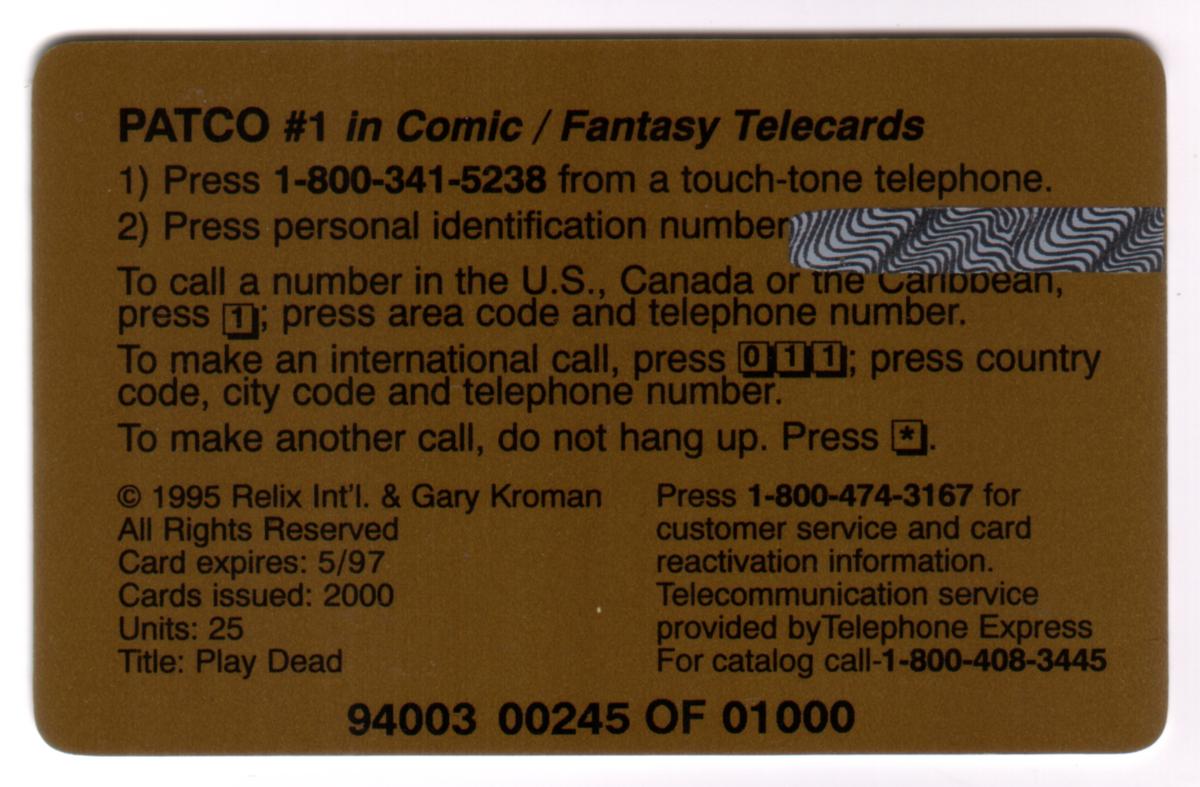 PATCO #1 in Comic / Fantasy Telecards
1) Press 1-800-341-5238 from a touch-tone telephone.
2) Press personal identification number
To call a number in the U.S., Canada or the Caribbean,
press 1; press area code and telephone number.
To make an international call, press 011; press country
code, city code and telephone number.
To make another call, do not hang up. Press *.
© 1995 Relix Int'l. & Gary Kroman
All Rights Reserved
Card expires: 5/97
Cards issued: 2000
Units: 25
Title: Play Dead
Press 1-800-474-3167 for
customer service and card
reactivation information.
Telecommunication service
provided by Telephone Express
For catalog call-1-800-408-3445
94003 00245 OF 01000